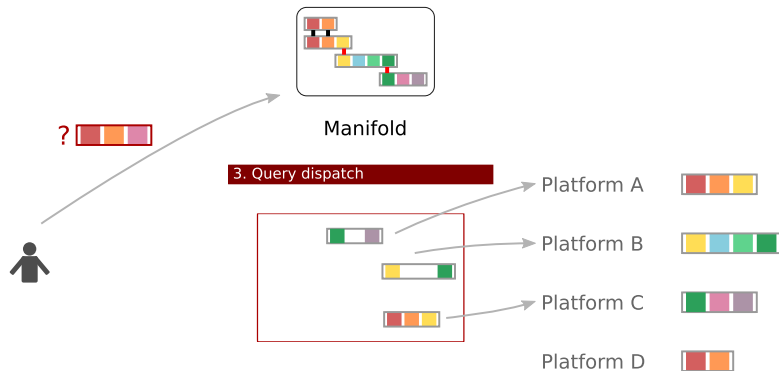 ?
Manifold
3. Query dispatch
Platform A
Platform B
Platform C
Platform D